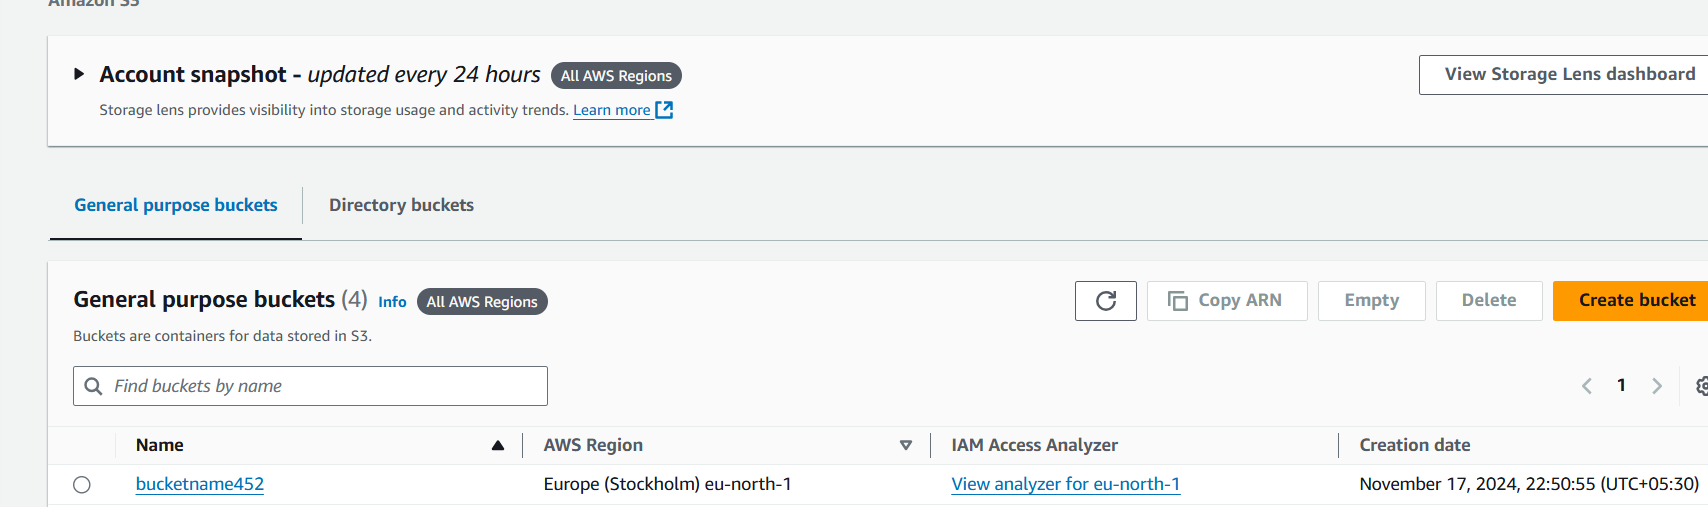 Amazon S3
Account snapshot - updated every 24 hours All AWS Regions
View Storage Lens dashboard
Storage lens provides visibility into storage usage and activity trends. Learn more
General purpose buckets
Directory buckets
General purpose buckets (4) Info All AWS Regions
Copy ARN
Empty
Delete
Create bucket
Buckets are containers for data stored in S3.
Find buckets by name
1
Name
AWS Region
IAM Access Analyzer
Creation date
bucketname452
Europe (Stockholm) eu-north-1
View analyzer for eu-north-1
November 17, 2024, 22:50:55 (UTC+05:30)